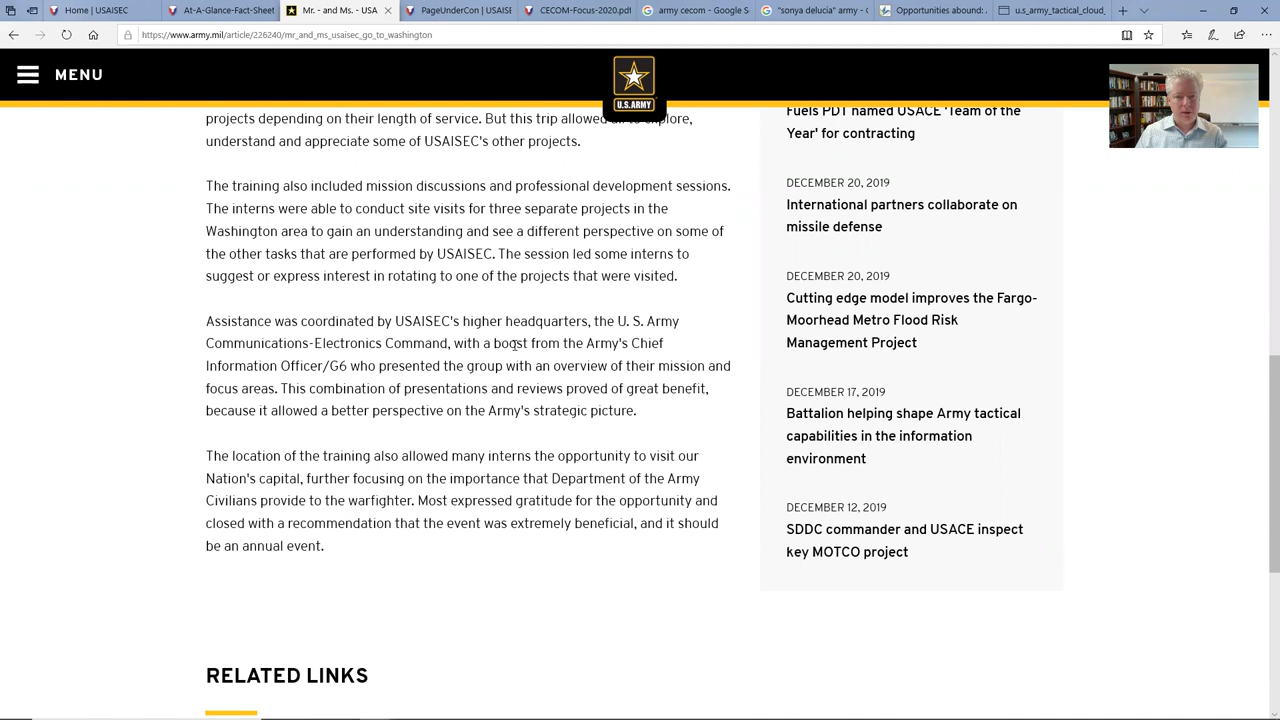 Home | USAISEC
At-A-Glance-Fact-Sheet
Mr. - and Ms. - USA
PageUnderCon | USAISE
CECOM-Focus-2020.pdf
army cecom - Google S
"sonya delucia" army - G
Opportunities abound:
u.s_army_tactical_cloud_
https://www.army.mil/article/226240/mr_and_ms_usaisec_go_to_washington
MENU
U.S.ARMY
projects depending on their length of service. But this trip allowed all to explore,
understand and appreciate some of USAISEC's other projects.
The training also included mission discussions and professional development sessions.
The interns were able to conduct site visits for three separate projects in the
Washington area to gain an understanding and see a different perspective on some of
the other tasks that are performed by USAISEC. The session led some interns to
suggest or express interest in rotating to one of the projects that were visited.
Assistance was coordinated by USAISEC's higher headquarters, the U. S. Army
Communications-Electronics Command, with a boost from the Army's Chief
Information Officer/G6 who presented the group with an overview of their mission and
focus areas. This combination of presentations and reviews proved of great benefit,
because it allowed a better perspective on the Army's strategic picture.
The location of the training also allowed many interns the opportunity to visit our
Nation's capital, further focusing on the importance that Department of the Army
Civilians provide to the warfighter. Most expressed gratitude for the opportunity and
closed with a recommendation that the event was extremely beneficial, and it should
be an annual event.
RELATED LINKS
Fuels PDT named USACE 'Team of the
Year' for contracting
DECEMBER 20, 2019
International partners collaborate on
missile defense
DECEMBER 20, 2019
Cutting edge model improves the Fargo-
Moorhead Metro Flood Risk
Management Project
DECEMBER 17, 2019
Battalion helping shape Army tactical
capabilities in the information
environment
DECEMBER 12, 2019
SDDC commander and USACE inspect
key MOTCO project